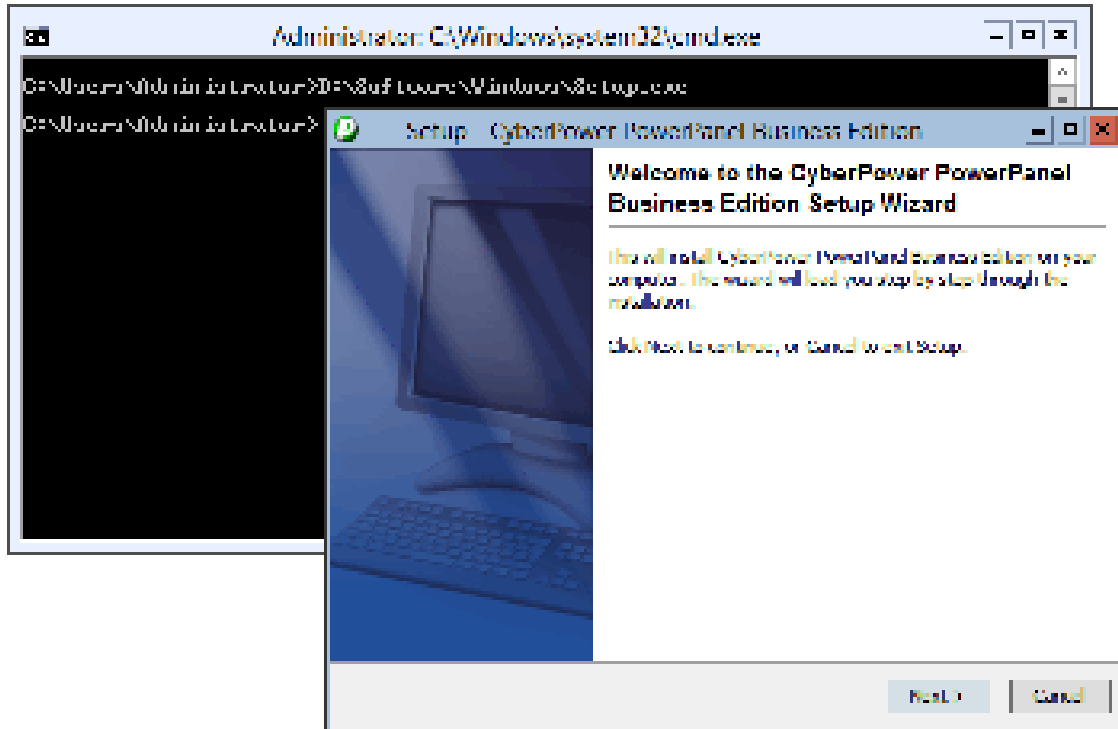 Administrator: C:\Windows\system32\cmd.exe
C:\Users\Administrator>D:\Software\Windows\Setup.exe
C:\Users\Administrator>
Setup - CyberPower PowerPanel Business Edition
Welcome to the CyberPower PowerPanel
Business Edition Setup Wizard
This will install CyberPower PowerPanel Business Edition on your
computer. The wizard will lead you step by step through the
installation.
Click Next to continue, or Cancel to exit Setup.
Next >
Cancel